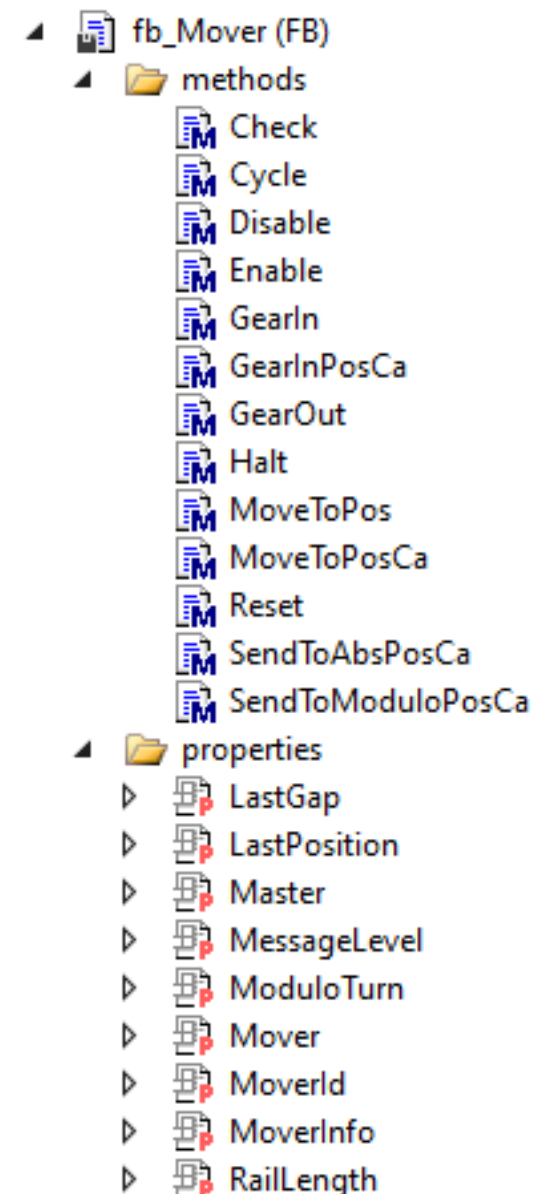 fb_Mover (FB)
methods
Check
Cycle
Disable
Enable
GearIn
GearInPosCa
GearOut
Halt
MoveToPos
MoveToPosCa
Reset
SendToAbsPosCa
SendToModuloPosCa
properties
LastGap
LastPosition
Master
MessageLevel
ModuloTurn
Mover
MoverId
MoverInfo
RailLength